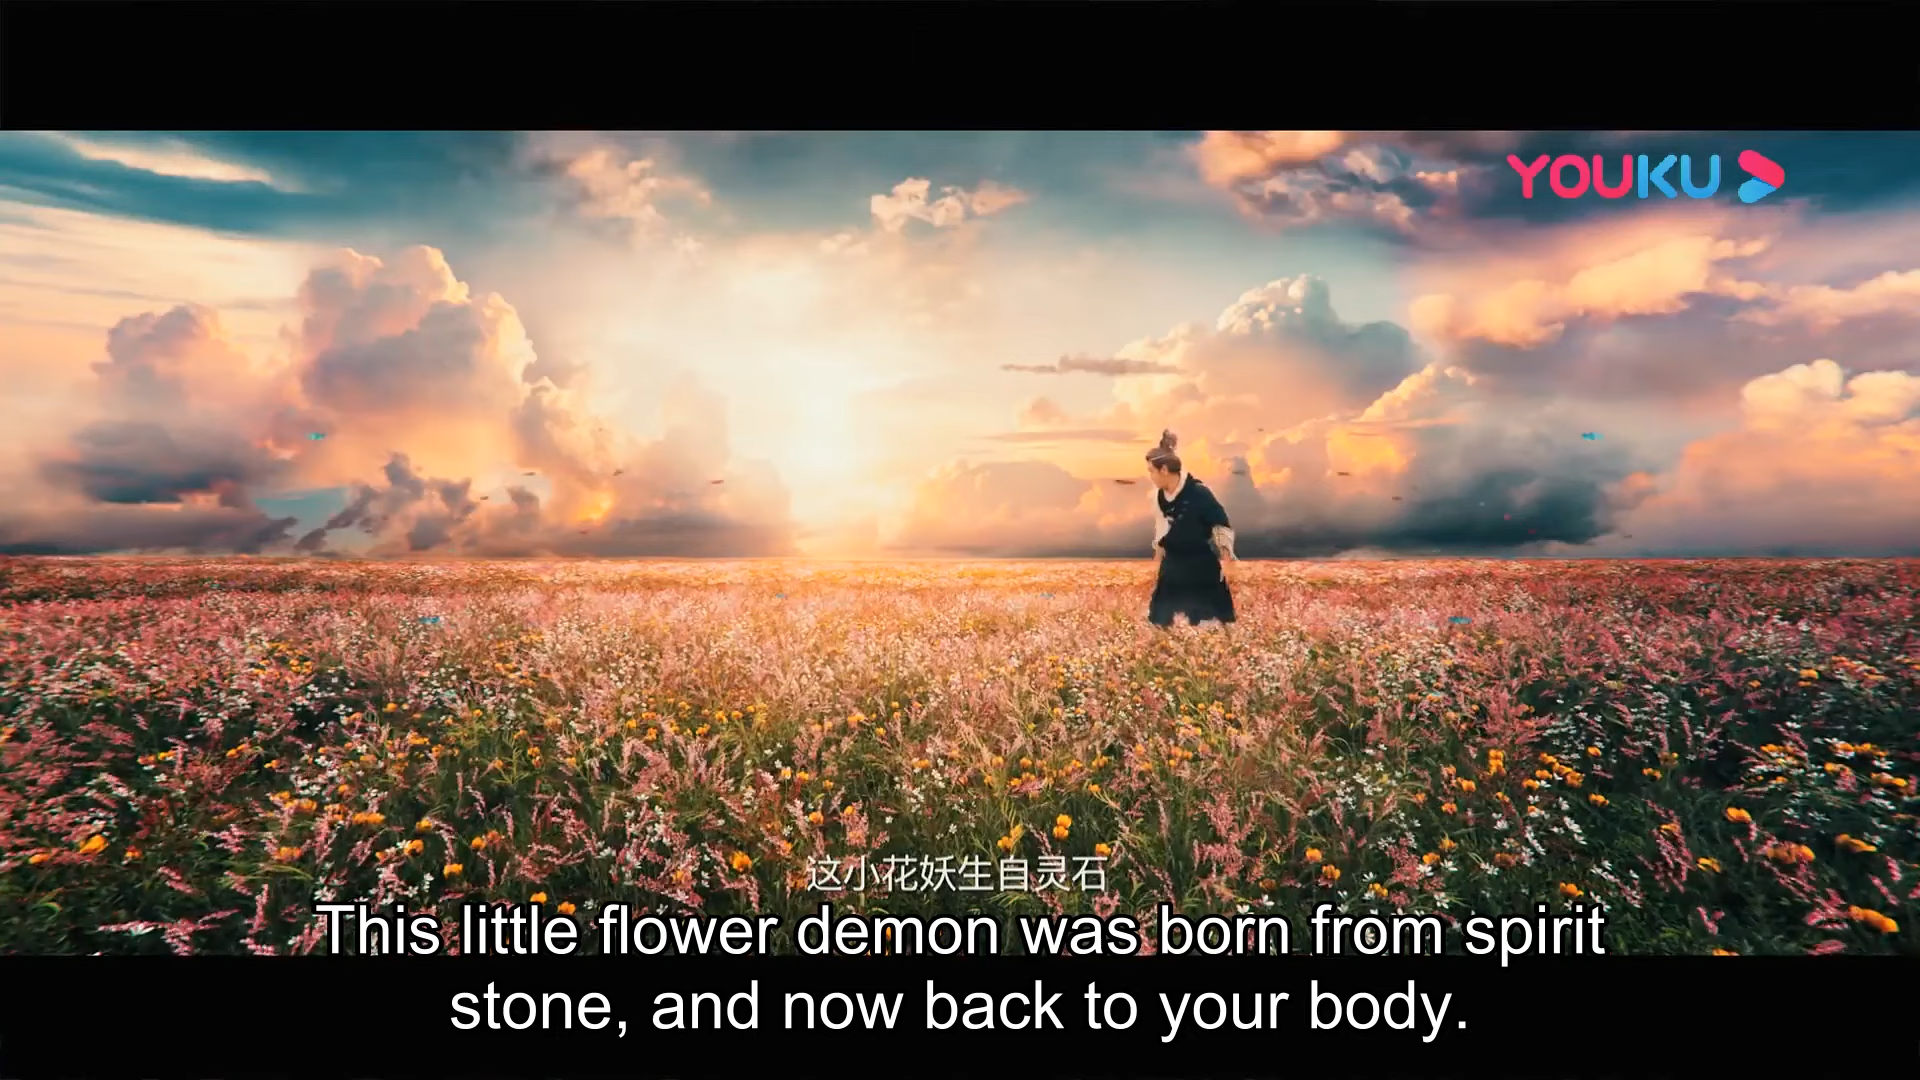 YOUKU
这小花妖生自灵石
This little flower demon was born from spirit
stone, and now back to your body.